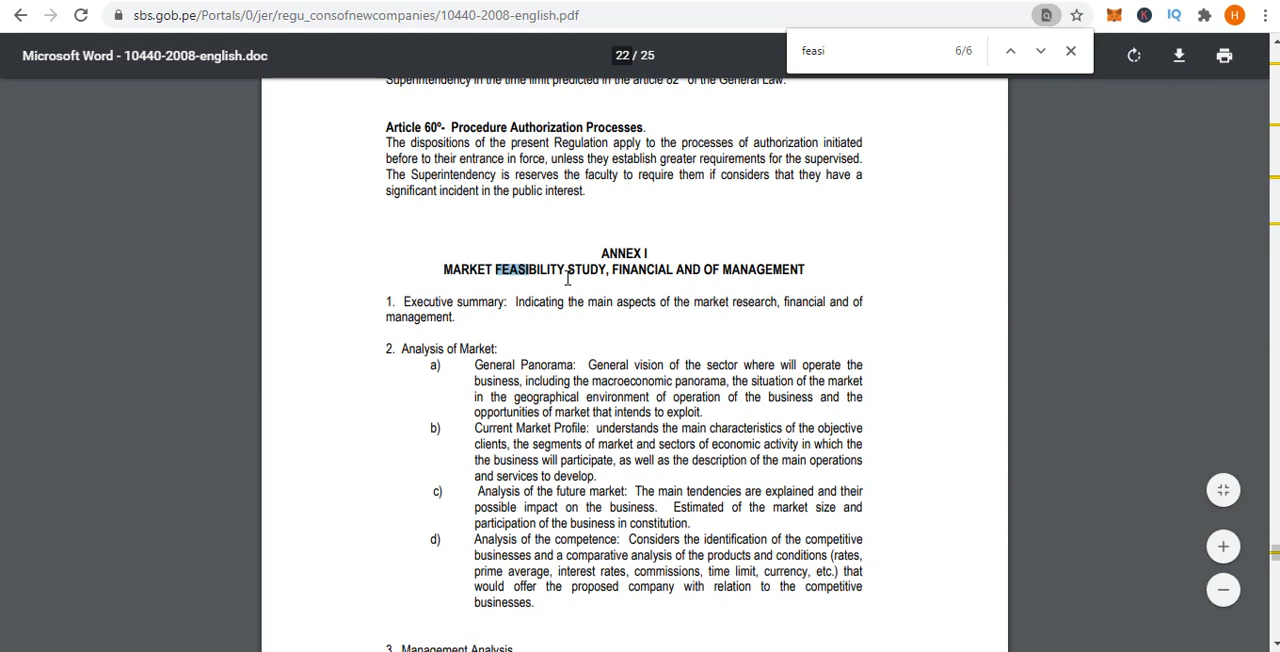 sbs.gob.pe/Portals/0/jer/regu_consofnewcompanies/10440-2008-english.pdf
K IQ H
feasi 6/6
Microsoft Word - 10440-2008-english.doc 22 / 25
Superintendency in the time limit predicted in the article 82° of the General Law.
Article 60º- Procedure Authorization Processes.
The dispositions of the present Regulation apply to the processes of authorization initiated
before to their entrance in force, unless they establish greater requirements for the supervised.
The Superintendency is reserves the faculty to require them if considers that they have a
significant incident in the public interest.
ANNEX I
MARKET FEASIBILITY STUDY, FINANCIAL AND OF MANAGEMENT
1. Executive summary: Indicating the main aspects of the market research, financial and of
management.
2. Analysis of Market:
a) General Panorama: General vision of the sector where will operate the
business, including the macroeconomic panorama, the situation of the market
in the geographical environment of operation of the business and the
opportunities of market that intends to exploit.
b) Current Market Profile: understands the main characteristics of the objective
clients, the segments of market and sectors of economic activity in which the
the business will participate, as well as the description of the main operations
and services to develop.
c) Analysis of the future market: The main tendencies are explained and their
possible impact on the business. Estimated of the market size and
participation of the business in constitution.
d) Analysis of the competence: Considers the identification of the competitive
businesses and a comparative analysis of the products and conditions (rates,
prime average, interest rates, commissions, time limit, currency, etc.) that
would offer the proposed company with relation to the competitive
businesses.
3. Management Analysis